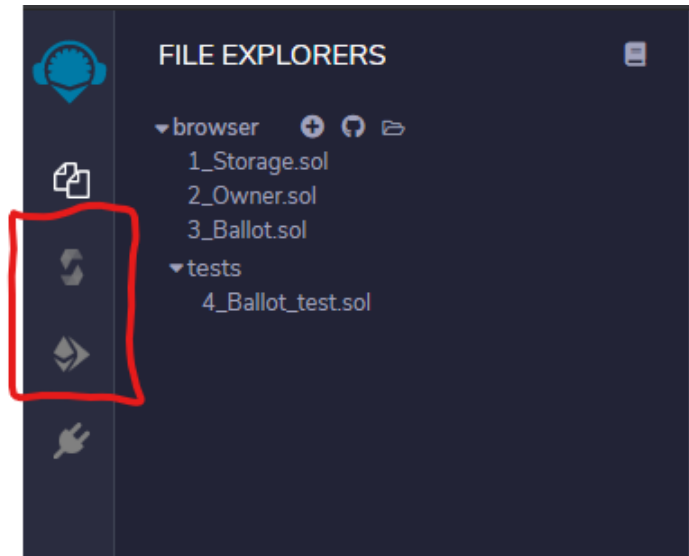 FILE EXPLORERS
browser
1_Storage.sol
2_Owner.sol
3_Ballot.sol
tests
4_Ballot_test.sol